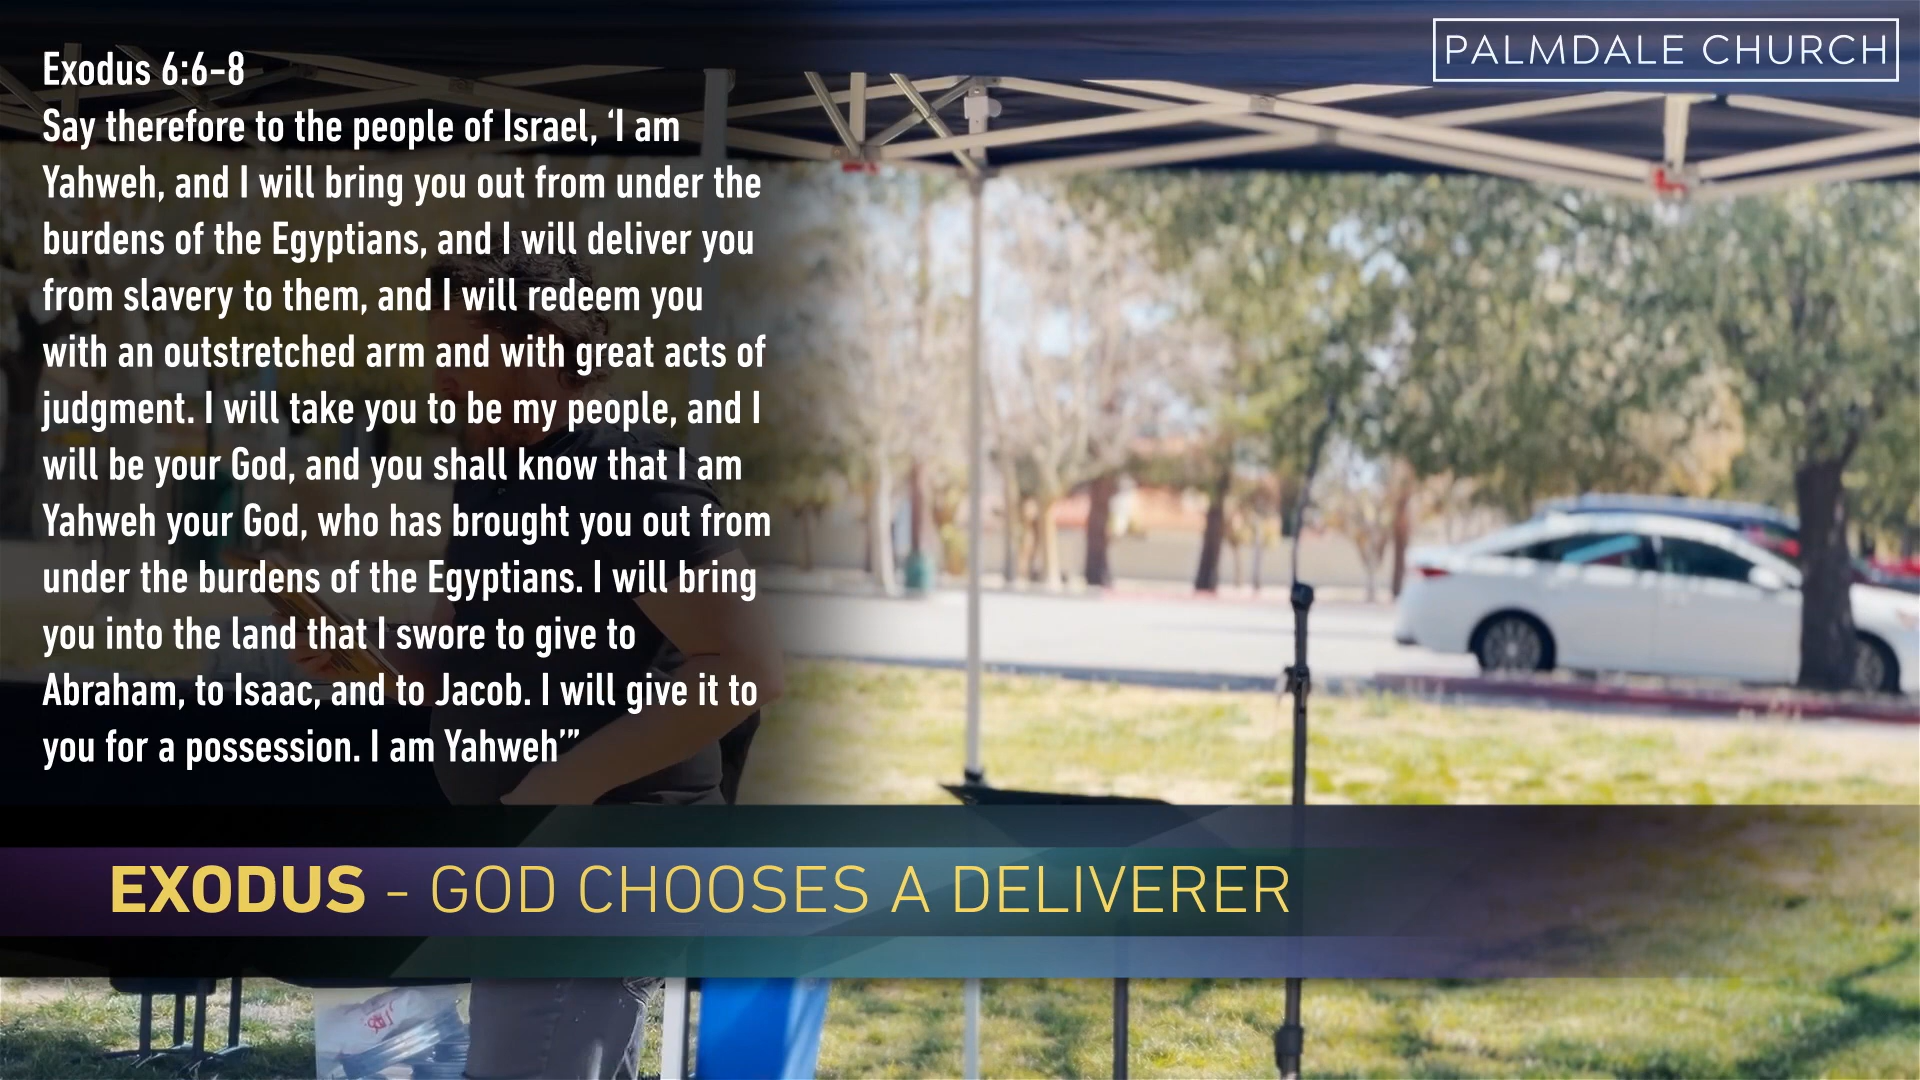 PALMDALE CHURCH
Exodus 6:6-8
Say therefore to the people of Israel, ‘I am
Yahweh, and I will bring you out from under the
burdens of the Egyptians, and I will deliver you
from slavery to them, and I will redeem you
with an outstretched arm and with great acts of
judgment. I will take you to be my people, and I
will be your God, and you shall know that I am
Yahweh your God, who has brought you out from
under the burdens of the Egyptians. I will bring
you into the land that I swore to give to
Abraham, to Isaac, and to Jacob. I will give it to
you for a possession. I am Yahweh’”
EXODUS - GOD CHOOSES A DELIVERER